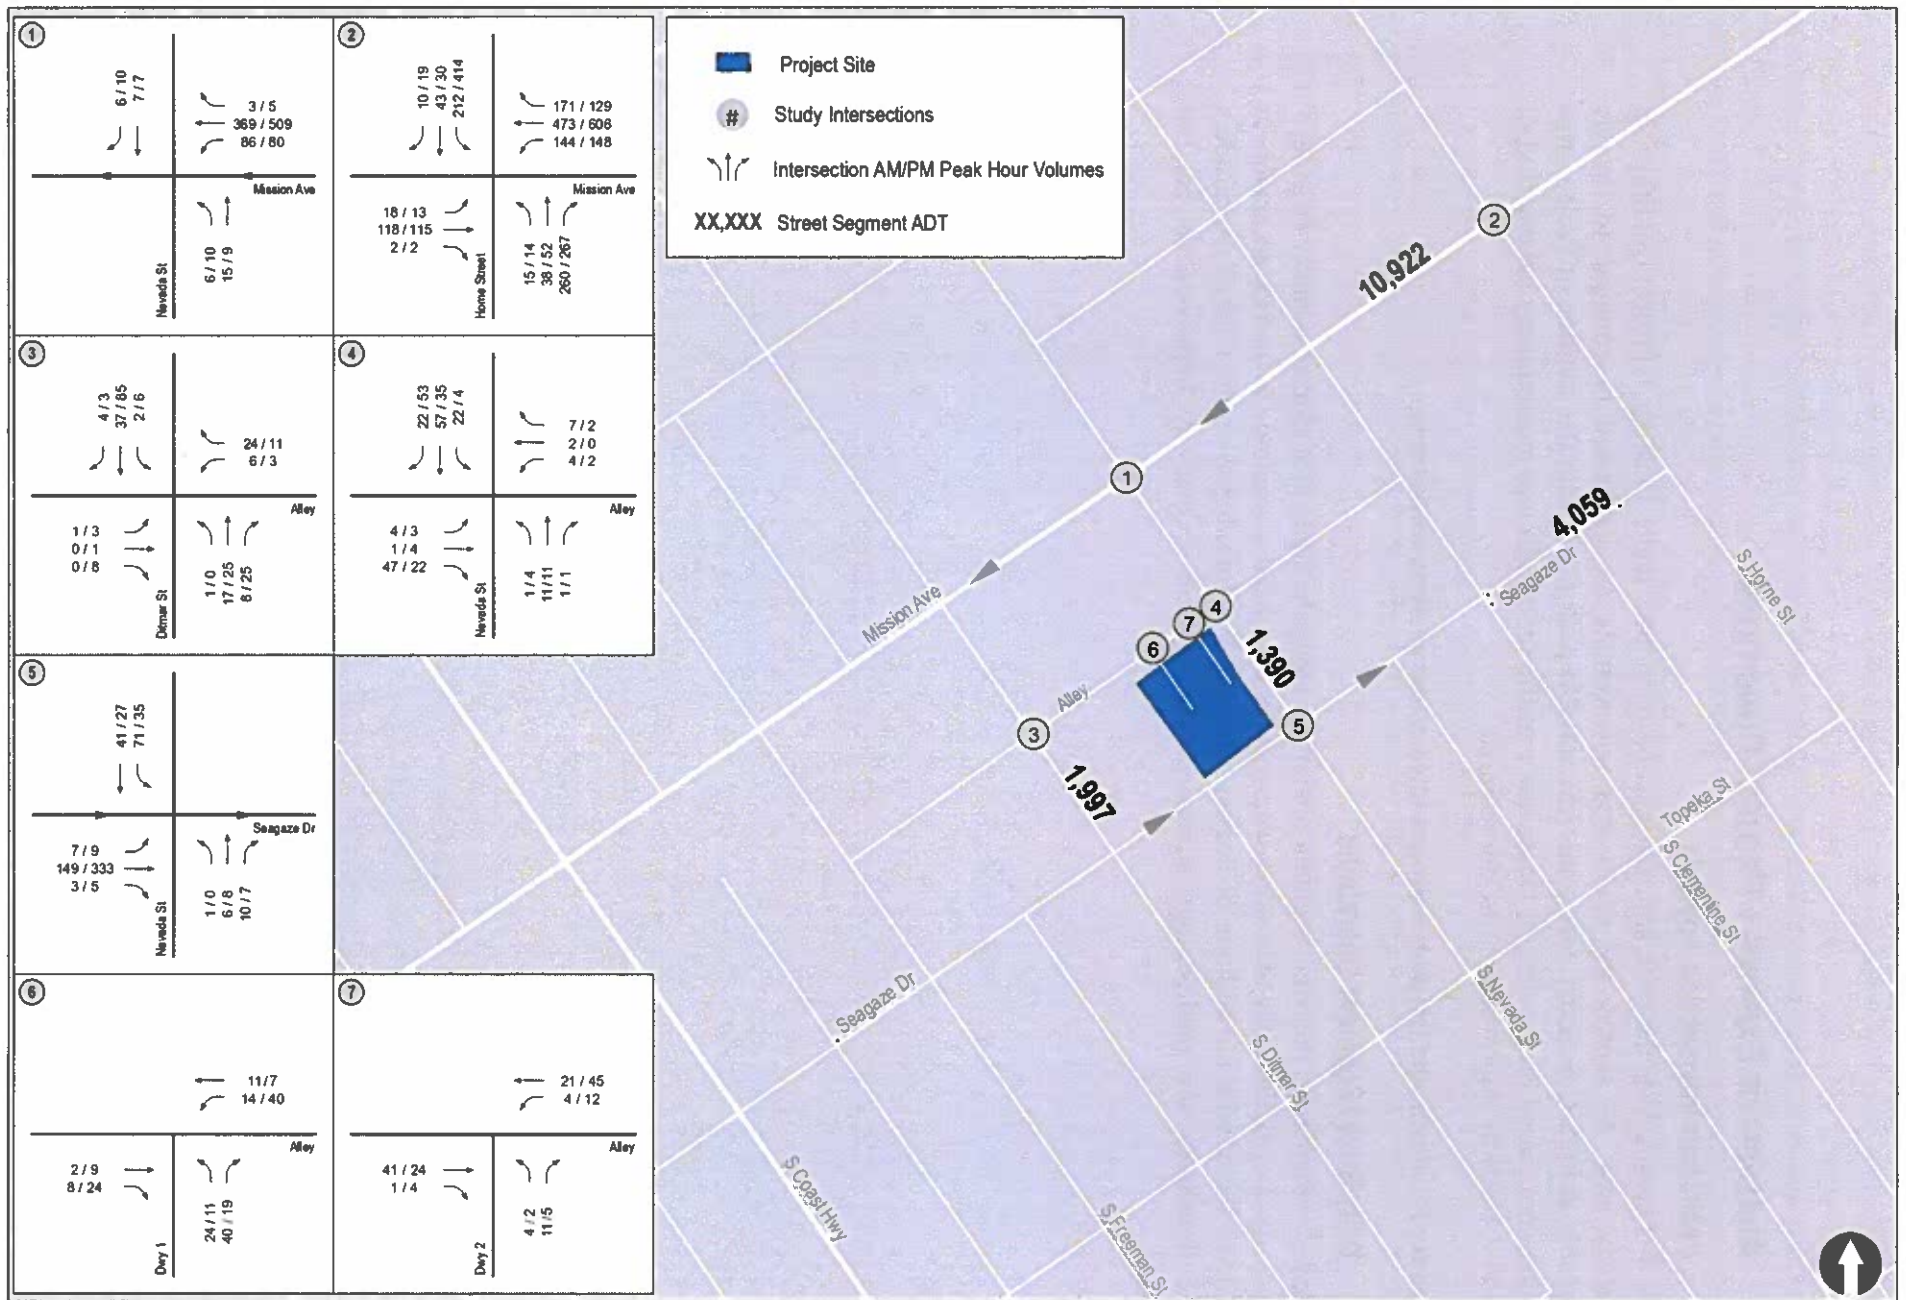 1
6 / 10
7 / 7
3 / 5
369 / 509
86 / 80
Mission Ave
Nevada St
6 / 10
15 / 9
2
10 / 19
43 / 30
212 / 414
171 / 129
473 / 606
144 / 148
Mission Ave
18 / 13
118 / 115
2 / 2
Horne Street
15 / 14
38 / 52
260 / 267
3
4 / 3
37 / 85
2 / 6
24 / 11
6 / 3
Alley
1 / 3
0 / 1
0 / 8
Ditmar St
1 / 0
17 / 25
8 / 25
4
22 / 53
57 / 35
22 / 4
7 / 2
2 / 0
4 / 2
Alley
4 / 3
1 / 4
47 / 22
Nevada St
1 / 4
11 / 11
1 / 1
5
41 / 27
71 / 35
Seagaze Dr
7 / 9
149 / 333
3 / 5
Nevada St
1 / 0
6 / 8
10 / 7
6
11 / 7
14 / 40
Alley
2 / 9
8 / 24
Dwy 1
24 / 11
40 / 19
7
21 / 45
4 / 12
Alley
41 / 24
1 / 4
Dwy 2
4 / 2
11 / 5
Project Site
# Study Intersections
Intersection AM/PM Peak Hour Volumes
XX,XXX Street Segment ADT
2
10,922
1
4,059
Seagaze Dr
S Horne St
Mission Ave
4
7
6
1,390
Alley
5
3
1,997
Topeka St
S Clementine St
Seagaze Dr
S Nevada St
S Ditmar St
S Coast Hwy
S Freeman St